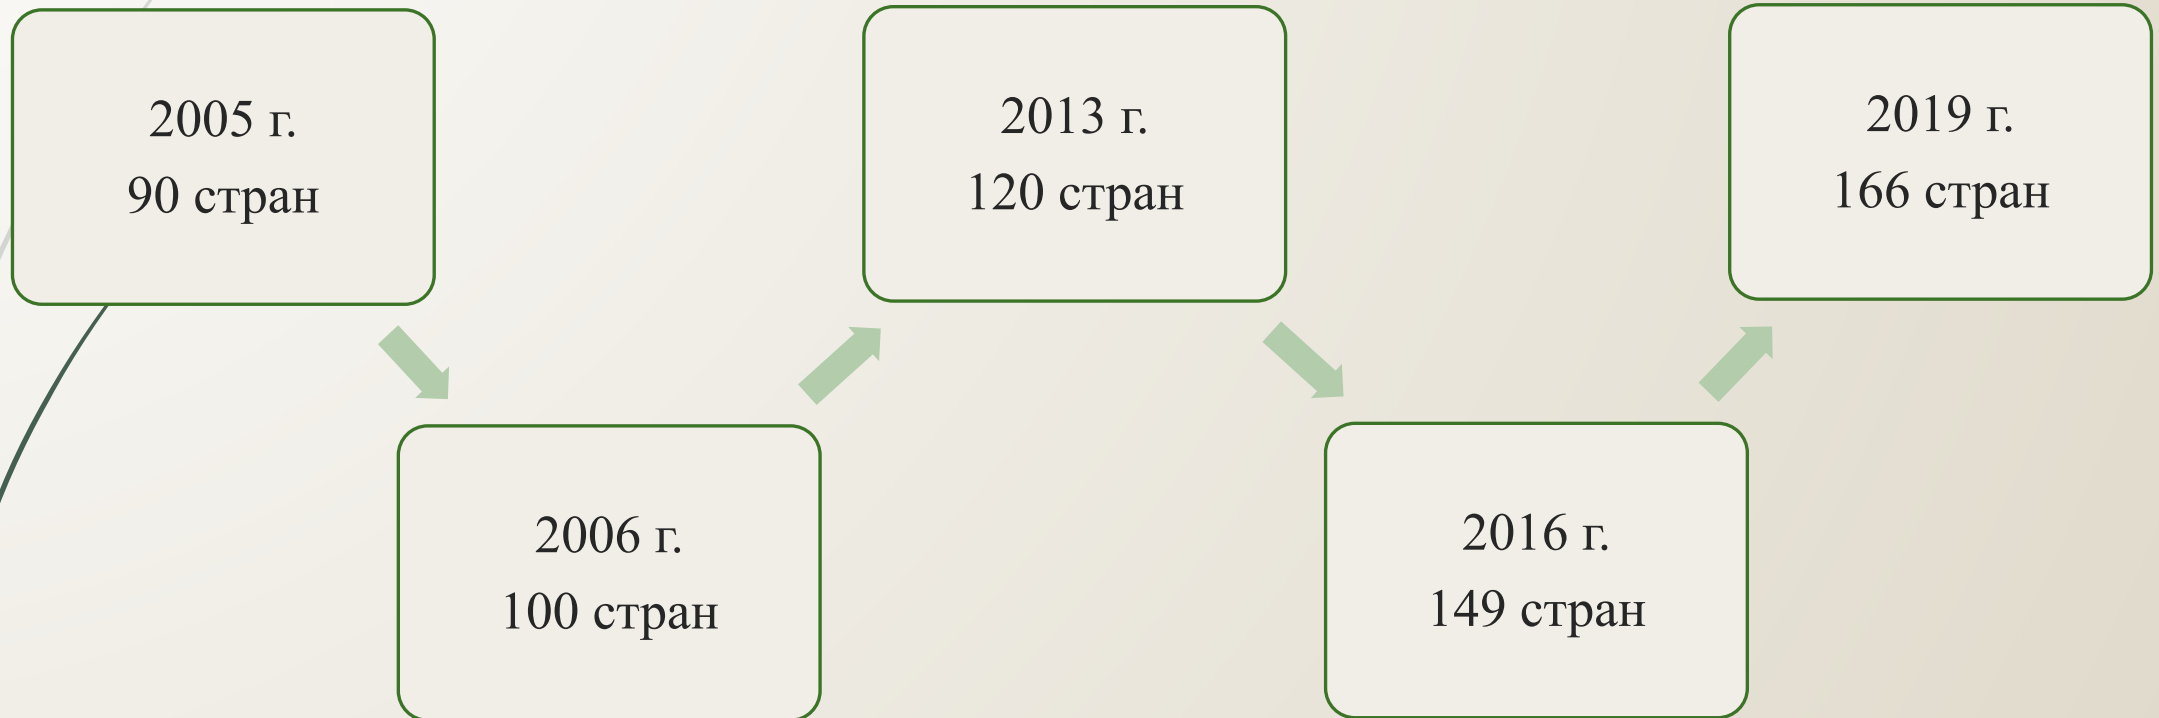 2005 г.
90 стран
2006 г.
100 стран
2013 г.
120 стран
2016 г.
149 стран
2019 г.
166 стран